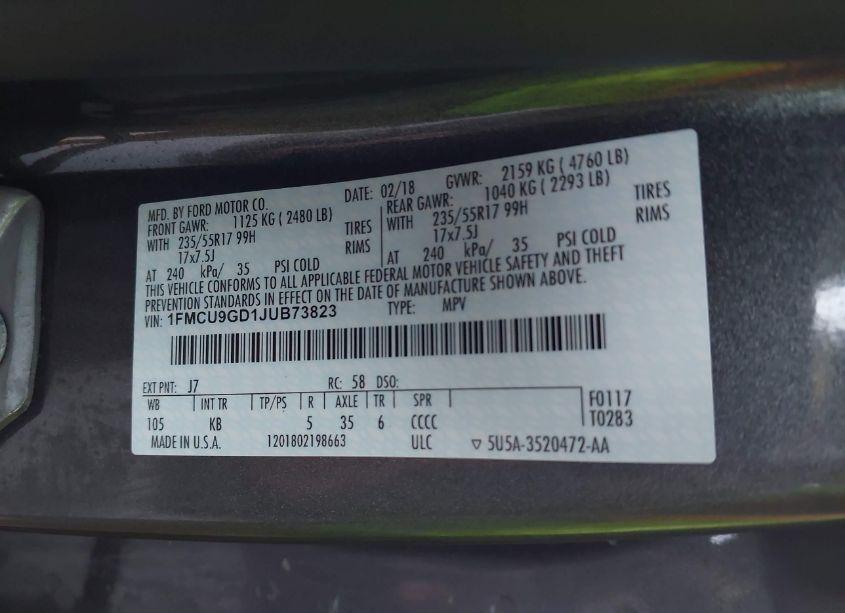 MFD. BY FORD MOTOR CO. DATE: 02/18 GVWR: 2159 KG ( 4760 LB)
FRONT GAWR: 1125 KG ( 2480 LB) REAR GAWR: 1040 KG ( 2293 LB)
WITH 235/55R17 99H TIRES WITH 235/55R17 99H TIRES
17x7.5J RIMS 17x7.5J RIMS
AT 240 kPa/ 35 PSI COLD AT 240 kPa/ 35 PSI COLD
THIS VEHICLE CONFORMS TO ALL APPLICABLE FEDERAL MOTOR VEHICLE SAFETY AND THEFT
PREVENTION STANDARDS IN EFFECT ON THE DATE OF MANUFACTURE SHOWN ABOVE.
VIN: 1FMCU9GD1JUB73823 TYPE: MPV
EXT PNT: J7 RC: 58 DSO:
WB INT TR TP/PS R AXLE TR SPR F0117
105 KB 5 35 6 CCCC T0283
MADE IN U.S.A. 1201802198663 ULC ▽ 5U5A-3520472-AA